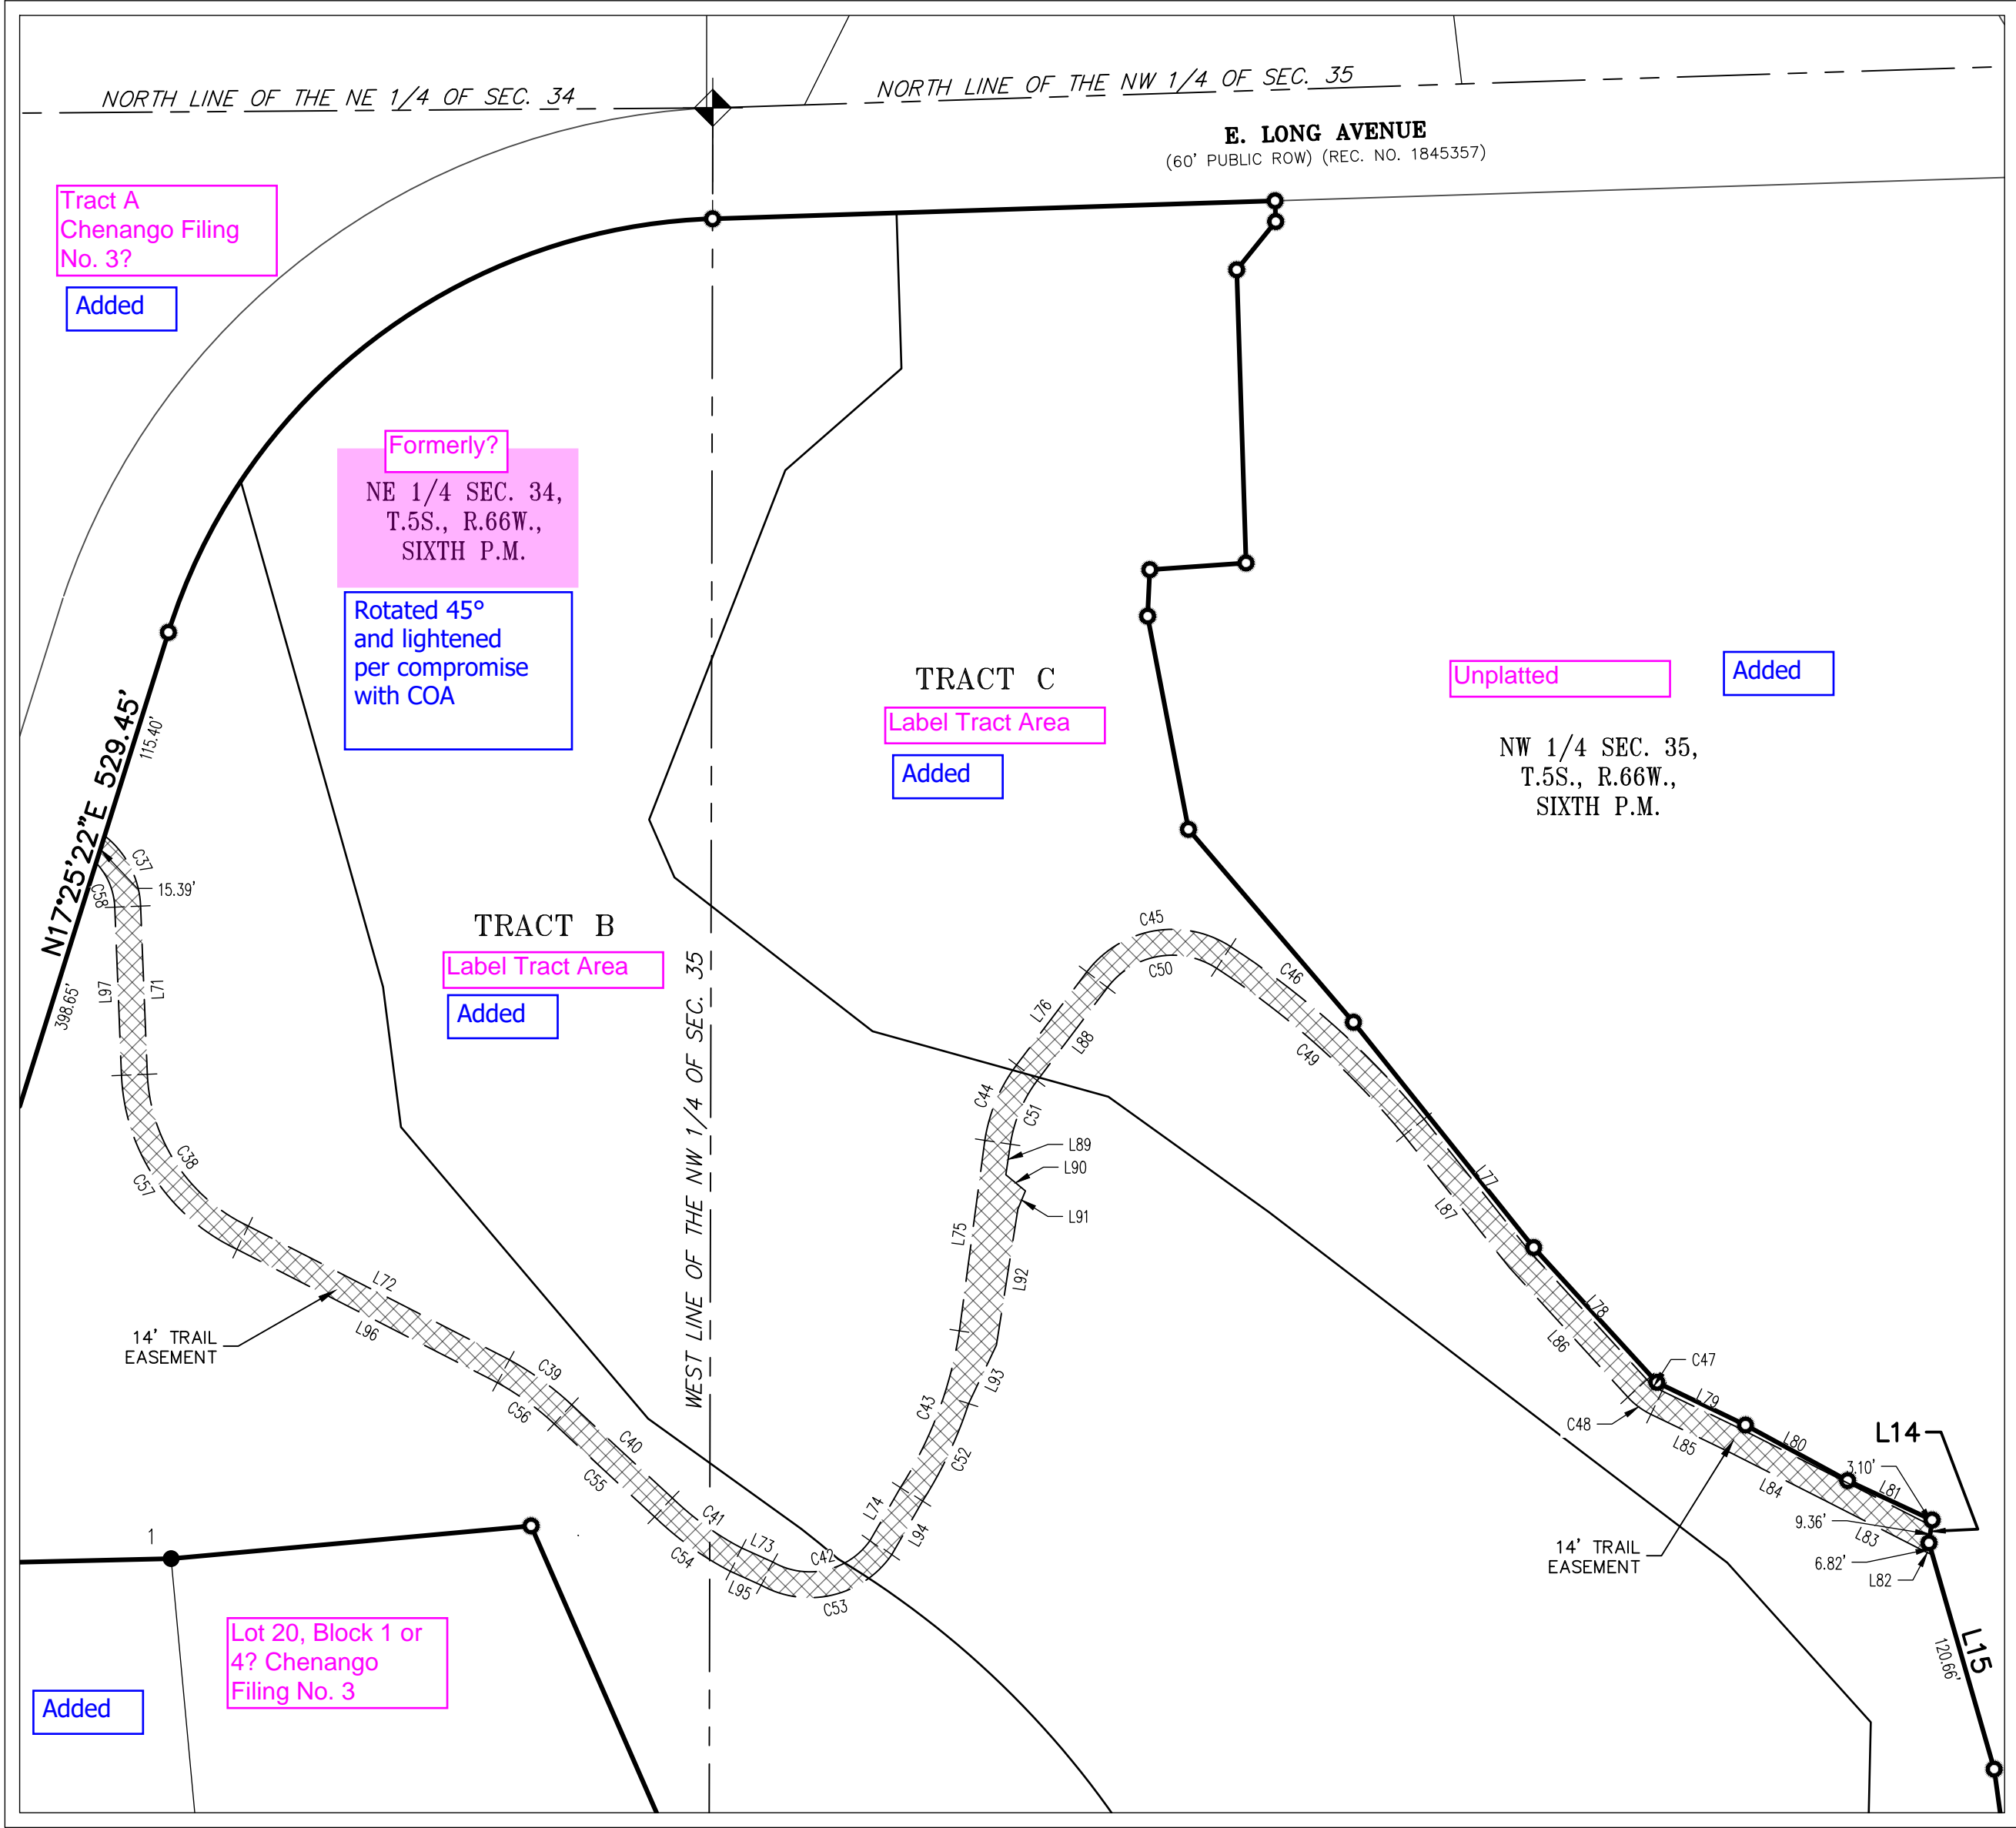 NORTH LINE OF THE NE 1/4 OF SEC. 34
NORTH LINE OF THE NW 1/4 OF SEC. 35
E. LONG AVENUE
(60' PUBLIC ROW) (REC. NO. 1845357)
Tract A
Chenango Filing
No. 3?
Added
Formerly?
NE 1/4 SEC. 34,
T.5S., R.66W.,
SIXTH P.M.
Rotated 45°
and lightened
per compromise
with COA
TRACT C
Label Tract Area
Added
Unplatted
Added
NW 1/4 SEC. 35,
T.5S., R.66W.,
SIXTH P.M.
N17°25'22"E 529.45'
115.40'
398.65'
C37
C58
15.39'
L97
L71
TRACT B
Label Tract Area
Added
WEST LINE OF THE NW 1/4 OF SEC. 35
C45
C50
C46
C49
L76
L88
C44
C51
L89
L90
L91
L75
L92
L93
C43
C52
L74
L94
C42
C53
C38
C57
L72
L96
14' TRAIL
EASEMENT
C39
C56
C40
C55
C41
C54
L73
L95
L77
L87
L78
L86
C47
C48
L79
L85
L80
L84
L81
L83
L14
3.10'
9.36'
6.82'
L82
14' TRAIL
EASEMENT
L15
120.66'
1
Lot 20, Block 1 or
4? Chenango
Filing No. 3
Added